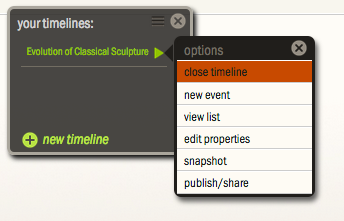 your timelines:
Evolution of Classical Sculpture
new timeline
options
close timeline
new event
view list
edit properties
snapshot
publish/share